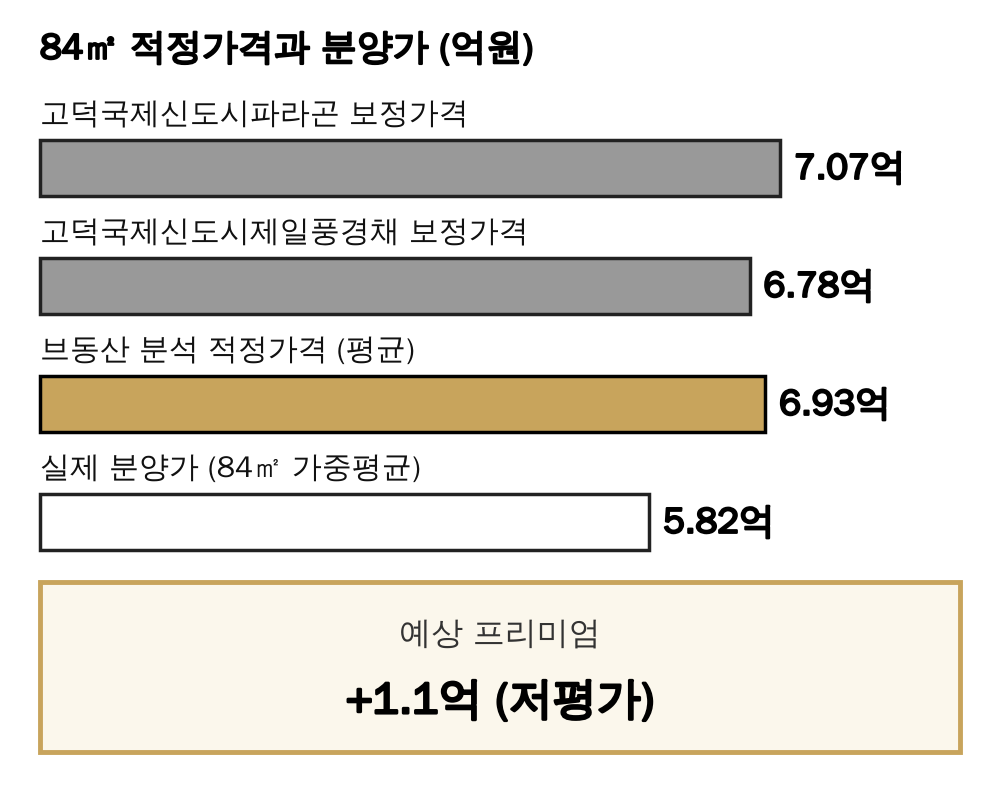 84㎡ 적정가격과 분양가 (억원)
고덕국제신도시파라곤 보정가격
7.07억
고덕국제신도시제일풍경채 보정가격
6.78억
브동산 분석 적정가격 (평균)
6.93억
실제 분양가 (84㎡ 가중평균)
5.82억
예상 프리미엄
+1.1억 (저평가)